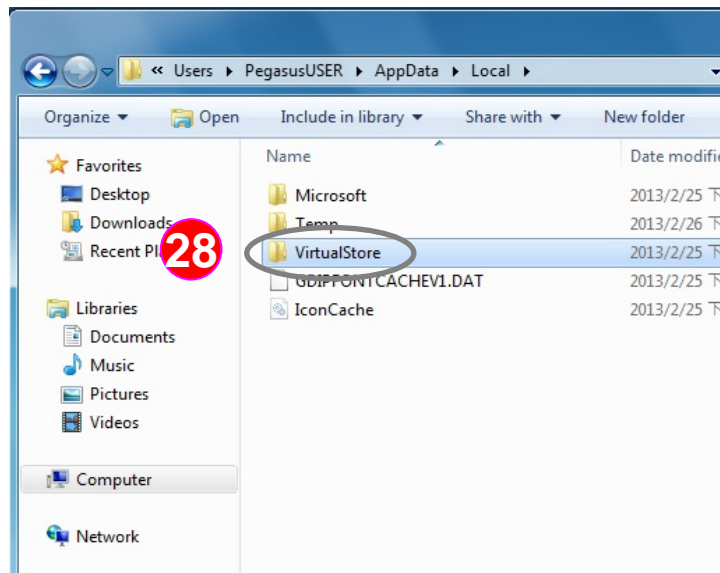 « Users ▸ PegasusUSER ▸ AppData ▸ Local ▸
Organize ▼ Open Include in library ▼ Share with ▼ New folder
Favorites
Desktop
Downloads
Recent Pl
28
Libraries
Documents
Music
Pictures
Videos
Computer
Network
Name Date modifie
Microsoft 2013/2/25 下
Temp 2013/2/26 下
VirtualStore 2013/2/25 下
GDIPFONTCACHEV1.DAT 2013/2/25 下
IconCache 2013/2/25 下